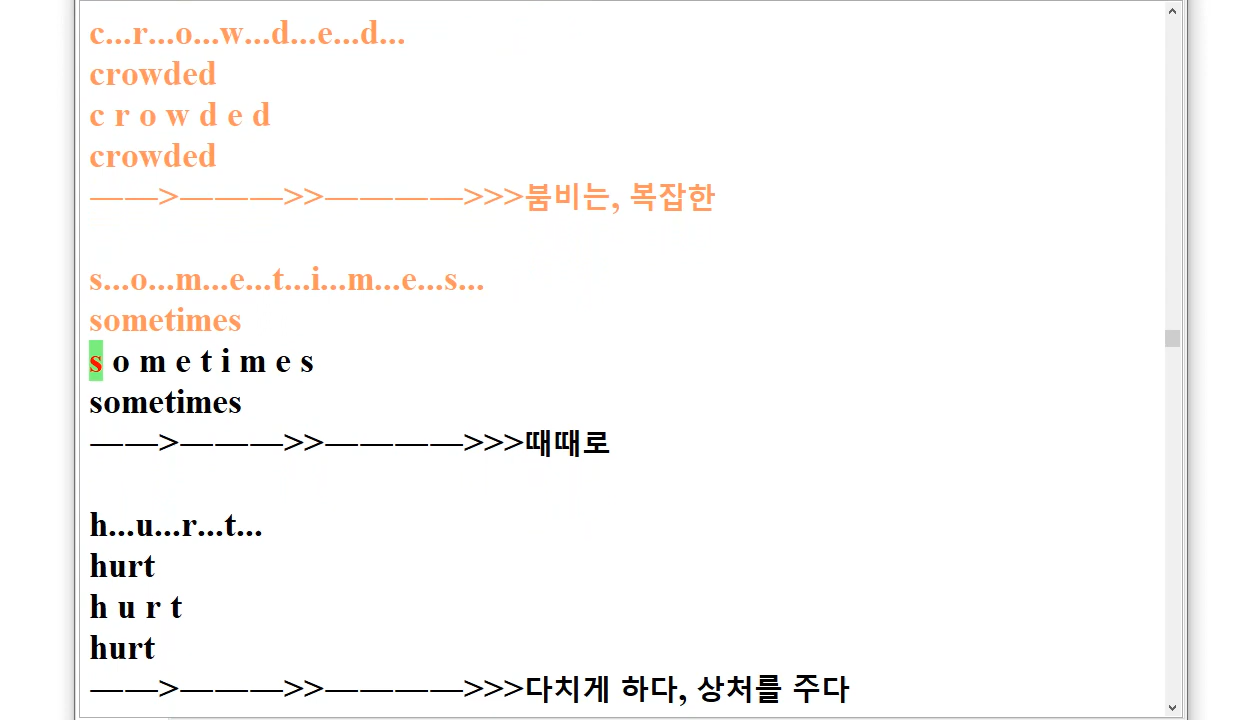 c...r...o...w...d...e...d...
crowded
c r o w d e d
crowded
——>———>>————>>>붐비는, 복잡한
s...o...m...e...t...i...m...e...s...
sometimes
s o m e t i m e s
sometimes
——>———>>————>>>때때로
h...u...r...t...
hurt
h u r t
hurt
——>———>>————>>>다치게 하다, 상처를 주다